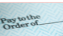 Pay to the
Order of